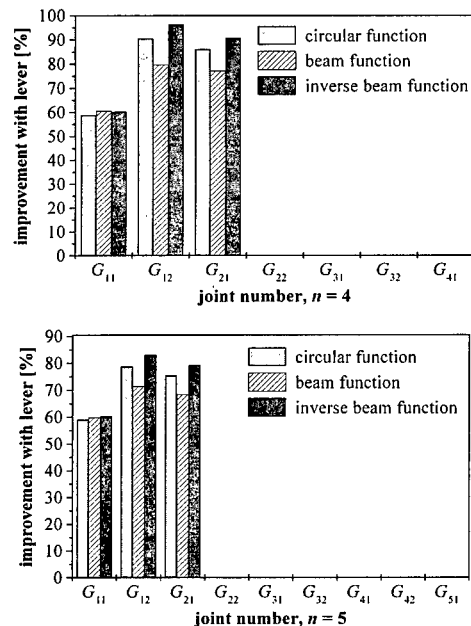 improvement with lever [%]
100
90
80
70
60
50
40
30
20
10
0
circular function
beam function
inverse beam function
G11 G12 G21 G22 G31 G32 G41
joint number, n = 4
improvement with lever [%]
90
80
70
60
50
40
30
20
10
0
circular function
beam function
inverse beam function
G11 G12 G21 G22 G31 G32 G41 G42 G51
joint number, n = 5